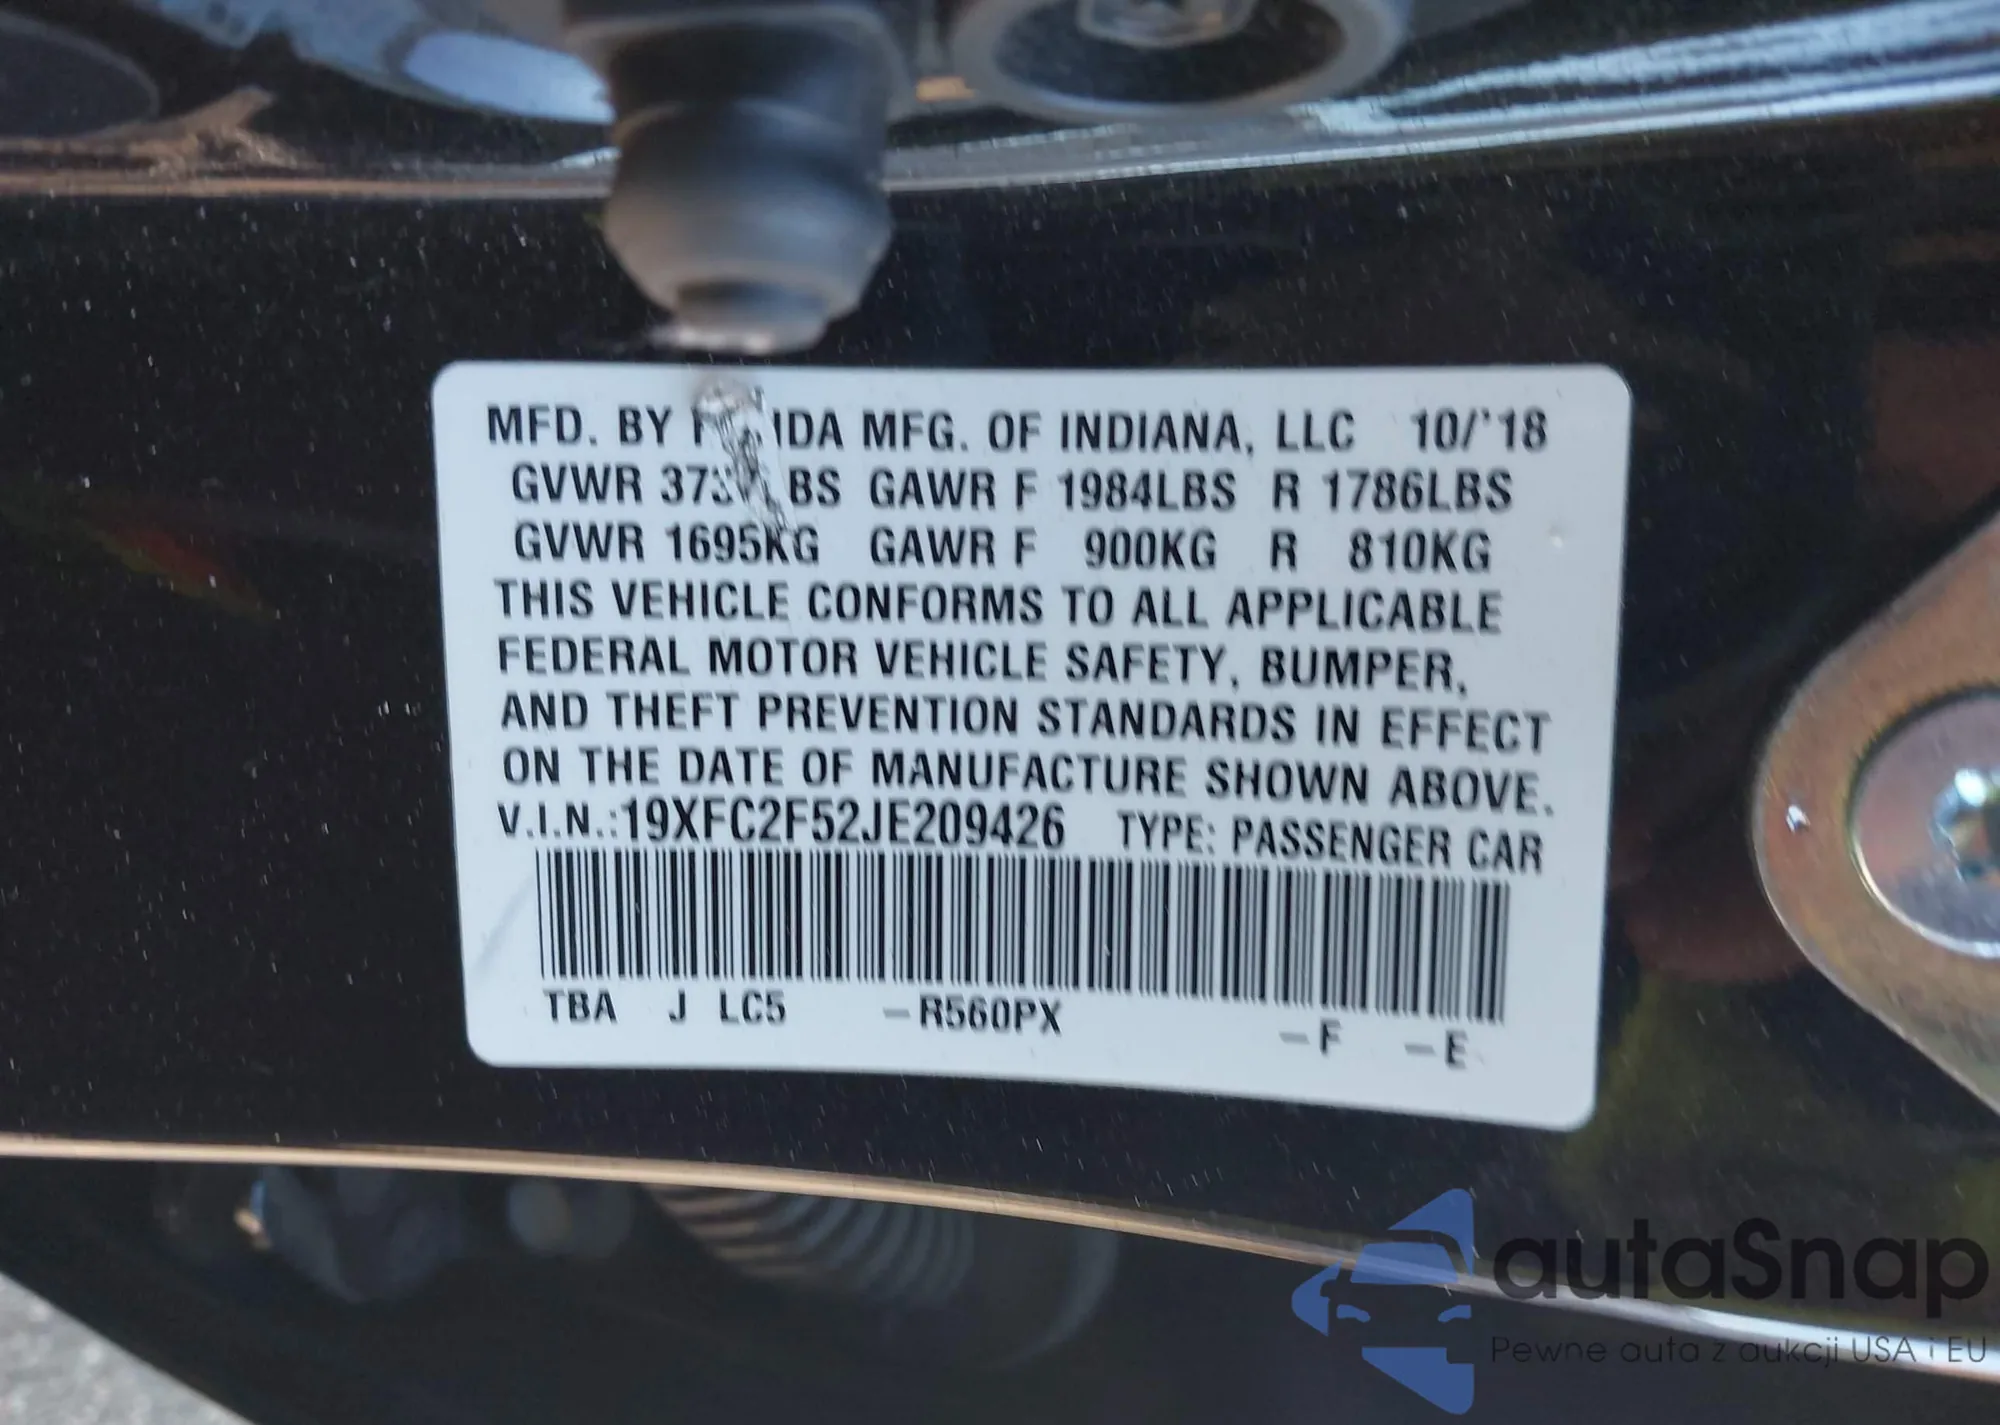 MFD. BY MFG. OF INDIANA, LLC 10/'18
GVWR GAWR F 1984LBS R 1786LBS
GVWR 1695KG GAWR F 900KG R 810KG
THIS VEHICLE CONFORMS TO ALL APPLICABLE
FEDERAL MOTOR VEHICLE SAFETY, BUMPER,
AND THEFT PREVENTION STANDARDS IN EFFECT
ON THE DATE OF MANUFACTURE SHOWN ABOVE.
V.I.N.:19XFC2F52JE209426 TYPE: PASSENGER CAR
TBA J LC5 -R560PX -F -E
autaSnap
Pewne auta z aukcji USA i EU